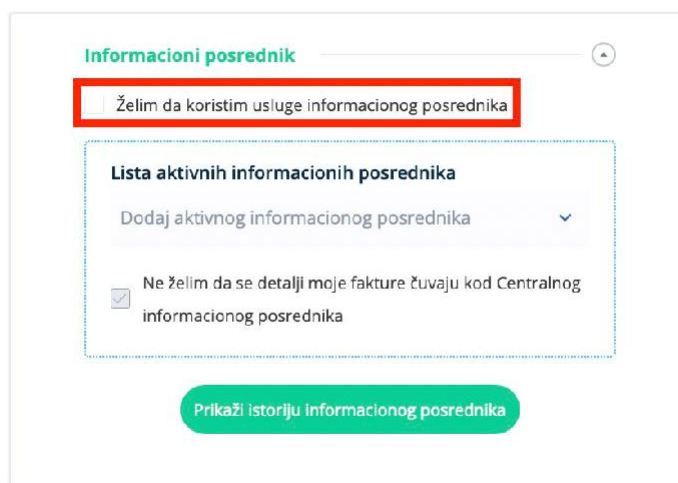 Informacioni posrednik
Želim da koristim usluge informacionog posrednika
Lista aktivnih informacionih posrednika
Dodaj aktivnog informacionog posrednika
Ne želim da se detalji moje fakture čuvaju kod Centralnog
informacionog posrednika
Prikaži istoriju informacionog posrednika